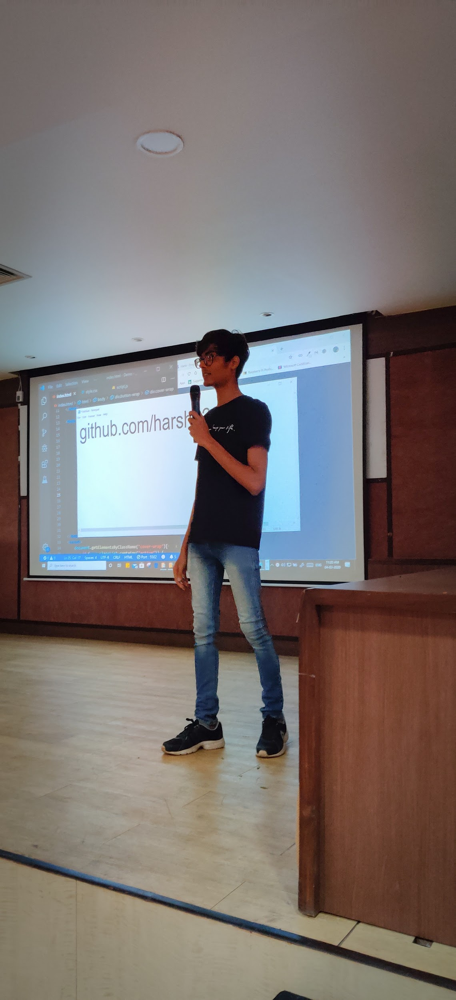 File Edit Selection View
index.html - Demo - ...
index.html × style.css script.js
index.html > html > body > div.button-wrap > div.cover-wrap
Apps
Raspberry Pi Produ...
Microsoft Certification...
*Untitled - Notepad
File Edit Format View Help
github.com/harsh
your life.
11
12
13
14
15
16
17
18
19
20
21
22
23
24
25
26
27
28
29
30
31
32
33
34
UTF-8
document.getElementsByClassName("cover-wrap")[
Ln 25, Col 17 Spaces: 4 UTF-8 CRLF HTML Port : 5502 5
Type here to search
ENG
11:20 AM
04-03-2020